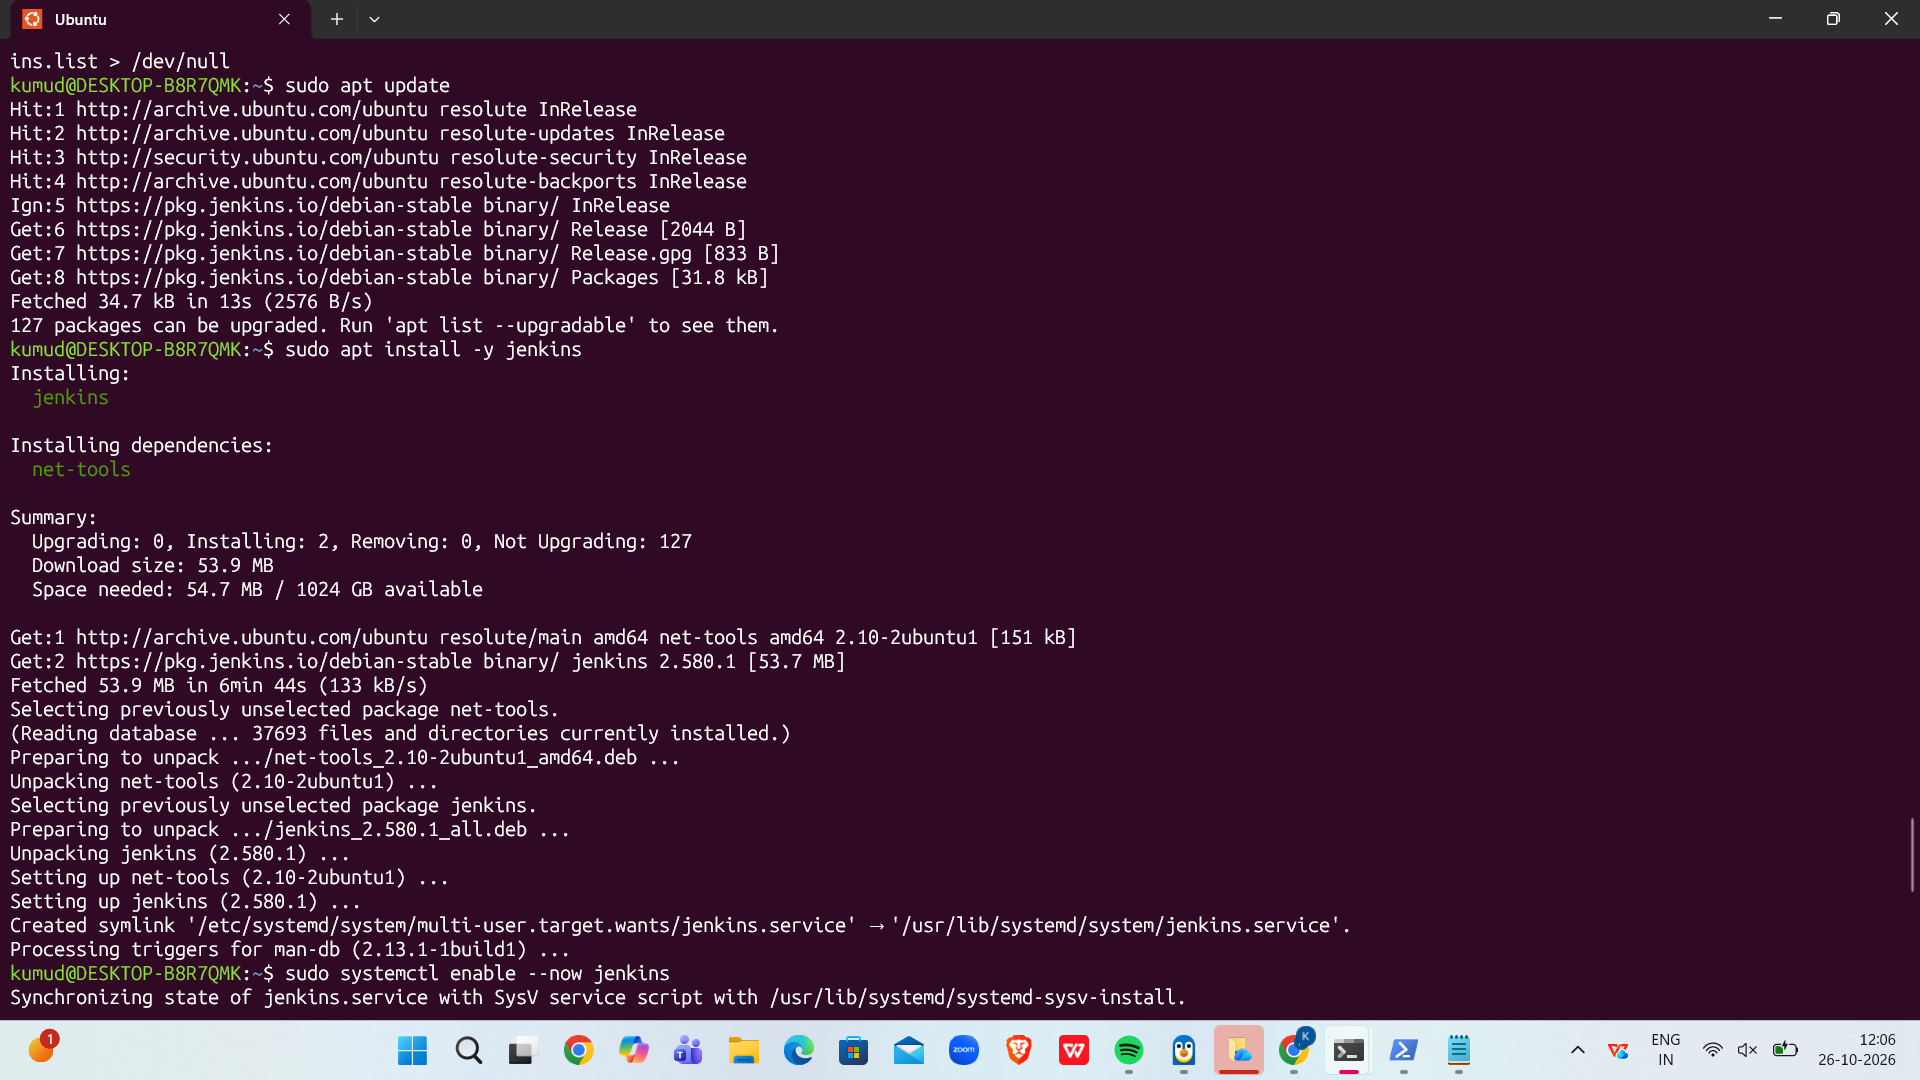 Ubuntu
ins.list > /dev/null
kumud@DESKTOP-B8R7QMK:~$ sudo apt update
Hit:1 http://archive.ubuntu.com/ubuntu resolute InRelease
Hit:2 http://archive.ubuntu.com/ubuntu resolute-updates InRelease
Hit:3 http://security.ubuntu.com/ubuntu resolute-security InRelease
Hit:4 http://archive.ubuntu.com/ubuntu resolute-backports InRelease
Ign:5 https://pkg.jenkins.io/debian-stable binary/ InRelease
Get:6 https://pkg.jenkins.io/debian-stable binary/ Release [2044 B]
Get:7 https://pkg.jenkins.io/debian-stable binary/ Release.gpg [833 B]
Get:8 https://pkg.jenkins.io/debian-stable binary/ Packages [31.8 kB]
Fetched 34.7 kB in 13s (2576 B/s)
127 packages can be upgraded. Run 'apt list --upgradable' to see them.
kumud@DESKTOP-B8R7QMK:~$ sudo apt install -y jenkins
Installing:
  jenkins

Installing dependencies:
  net-tools

Summary:
  Upgrading: 0, Installing: 2, Removing: 0, Not Upgrading: 127
  Download size: 53.9 MB
  Space needed: 54.7 MB / 1024 GB available

Get:1 http://archive.ubuntu.com/ubuntu resolute/main amd64 net-tools amd64 2.10-2ubuntu1 [151 kB]
Get:2 https://pkg.jenkins.io/debian-stable binary/ jenkins 2.580.1 [53.7 MB]
Fetched 53.9 MB in 6min 44s (133 kB/s)
Selecting previously unselected package net-tools.
(Reading database ... 37693 files and directories currently installed.)
Preparing to unpack .../net-tools_2.10-2ubuntu1_amd64.deb ...
Unpacking net-tools (2.10-2ubuntu1) ...
Selecting previously unselected package jenkins.
Preparing to unpack .../jenkins_2.580.1_all.deb ...
Unpacking jenkins (2.580.1) ...
Setting up net-tools (2.10-2ubuntu1) ...
Setting up jenkins (2.580.1) ...
Created symlink '/etc/systemd/system/multi-user.target.wants/jenkins.service' → '/usr/lib/systemd/system/jenkins.service'.
Processing triggers for man-db (2.13.1-1build1) ...
kumud@DESKTOP-B8R7QMK:~$ sudo systemctl enable --now jenkins
Synchronizing state of jenkins.service with SysV service script with /usr/lib/systemd/systemd-sysv-install.
1
T
zoom
W
K
ENG
IN
12:06
26-10-2026